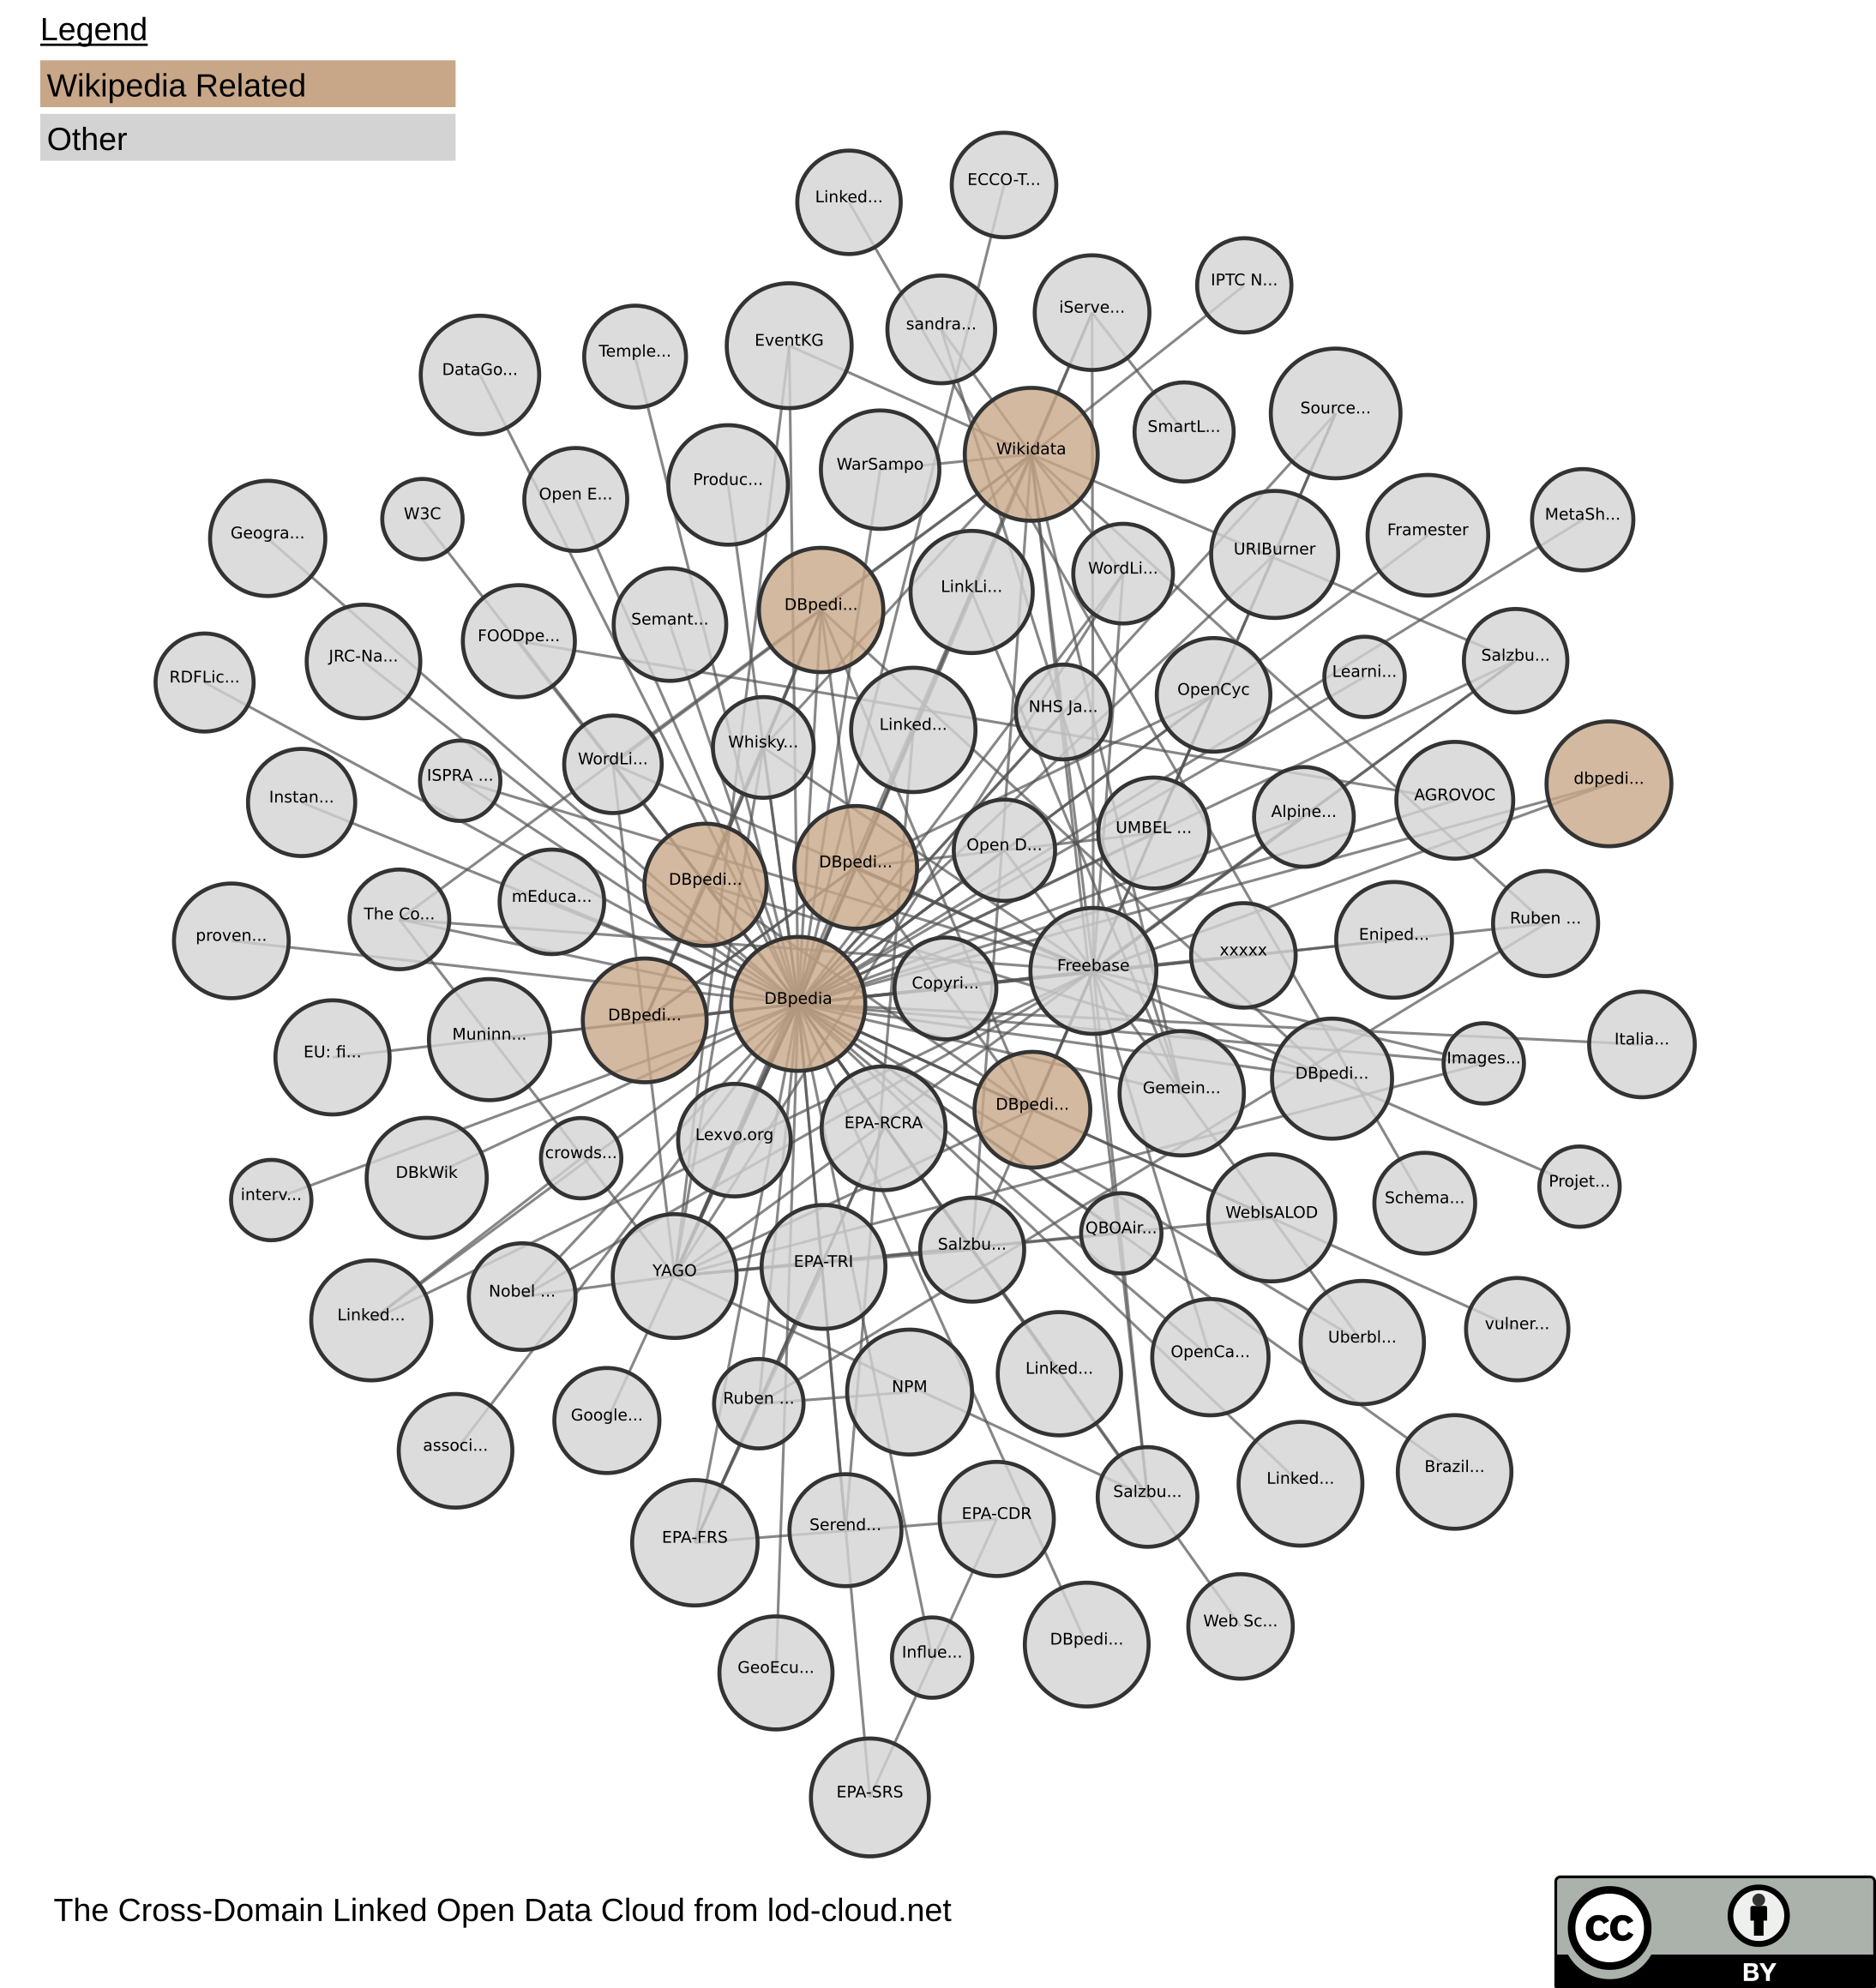 Legend
Wikipedia Related
Other
ECCO-T...
Linked...
IPTC N...
iServe...
sandra...
EventKG
Temple...
DataGo...
Source...
SmartL...
Wikidata
WarSampo
Produc...
Open E...
W3C
Geogra...
MetaSh...
Framester
URIBurner
WordLi...
LinkLi...
DBpedi...
Semant...
FOODpe...
JRC-Na...
RDFLic...
Salzbu...
Learni...
OpenCyc
NHS Ja...
Linked...
Whisky...
WordLi...
ISPRA ...
Instan...
dbpedi...
AGROVOC
Alpine...
UMBEL ...
Open D...
DBpedi...
DBpedi...
mEduca...
The Co...
proven...
Ruben ...
Eniped...
xxxxx
Freebase
Copyri...
DBpedia
DBpedi...
Muninn...
EU: fi...
Italia...
Images...
DBpedi...
Gemein...
DBpedi...
EPA-RCRA
Lexvo.org
crowds...
DBkWik
interv...
Projet...
Schema...
WebIsALOD
QBOAir...
Salzbu...
EPA-TRI
YAGO
Nobel ...
Linked...
vulner...
Uberbl...
OpenCa...
Linked...
NPM
Ruben ...
Google...
associ...
Brazil...
Linked...
Salzbu...
EPA-CDR
Serend...
EPA-FRS
Web Sc...
DBpedi...
Influe...
GeoEcu...
EPA-SRS
The Cross-Domain Linked Open Data Cloud from lod-cloud.net
cc
BY